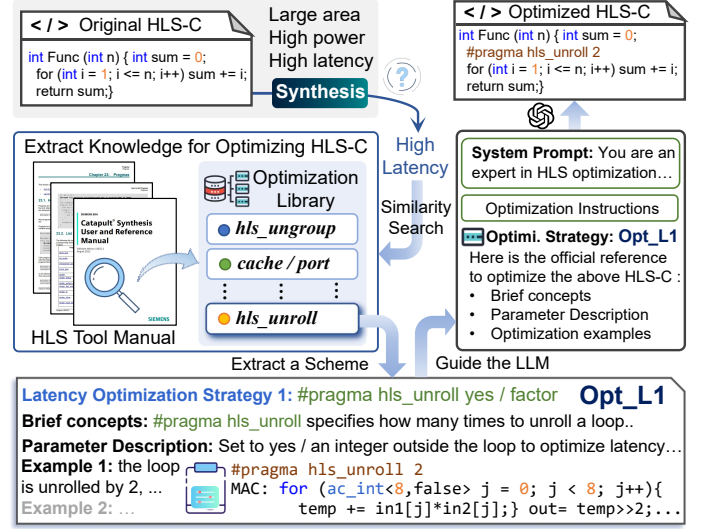 < / > Original HLS-C
int Func (int n) { int sum = 0;
for (int i = 1; i <= n; i++) sum += i;
return sum;}
Large area
High power
High latency
Synthesis
?
< / > Optimized HLS-C
int Func (int n) { int sum = 0;
#pragma hls_unroll 2
for (int i = 1; i <= n; i++) sum += i;
return sum;}
Extract Knowledge for Optimizing HLS-C
Catapult® Synthesis
User and Reference
Manual
SIEMENS
HLS Tool Manual
Optimization
Library
hls_ungroup
cache / port
hls_unroll
High
Latency
Similarity
Search
System Prompt: You are an
expert in HLS optimization…
Optimization Instructions
Optimi. Strategy: Opt_L1
Here is the official reference
to optimize the above HLS-C :
• Brief concepts
• Parameter Description
• Optimization examples
Extract a Scheme
Guide the LLM
Latency Optimization Strategy 1: #pragma hls_unroll yes / factor Opt_L1
Brief concepts: #pragma hls_unroll specifies how many times to unroll a loop..
Parameter Description: Set to yes / an integer outside the loop to optimize latency…
Example 1: the loop
is unrolled by 2, ...
Example 2: …
#pragma hls_unroll 2
MAC: for (ac_int<8,false> j = 0; j < 8; j++){
temp += in1[j]*in2[j];} out= temp>>2;...